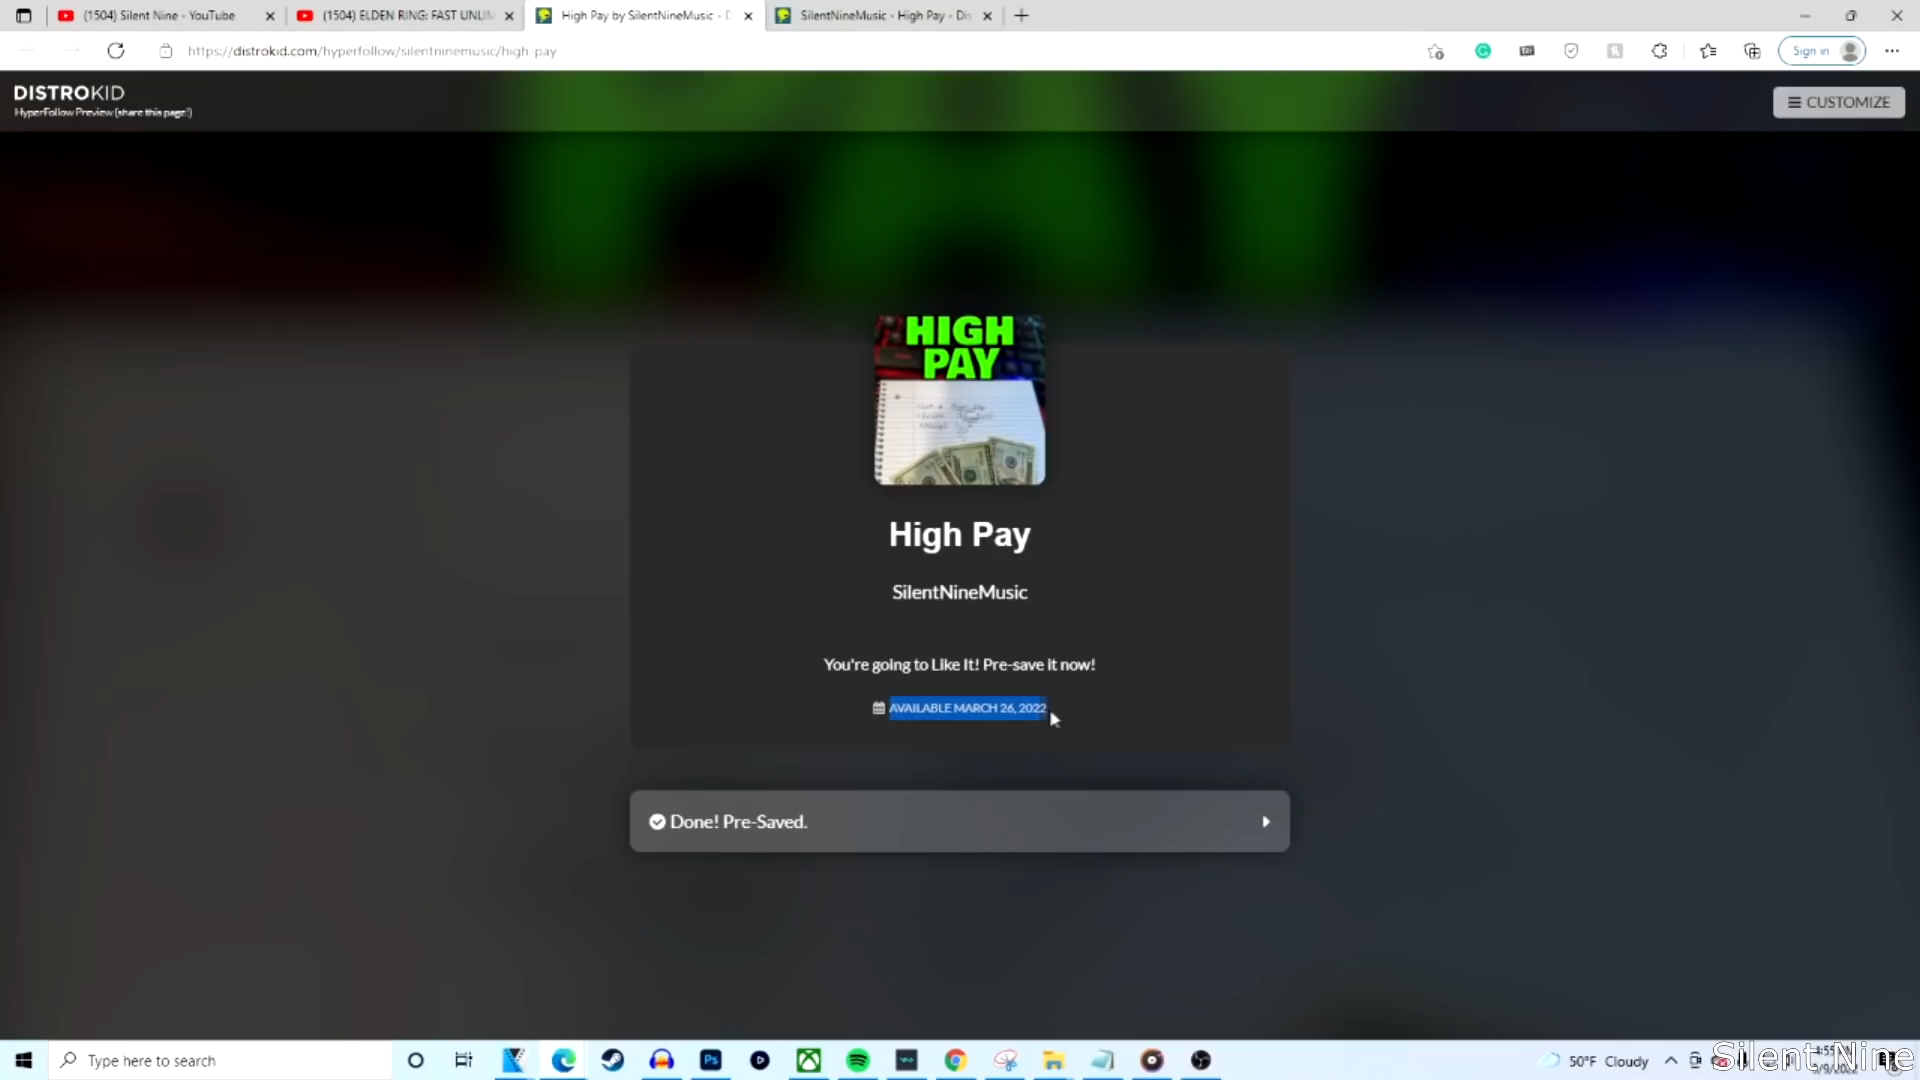 (1504) Silent Nine - YouTube
(1504) ELDEN RING: FAST UNLIM
High Pay by SilentNineMusic - D
SilentNineMusic - High Pay - Dis
https://distrokid.com/hyperfollow/silentninemusic/high-pay
Sign in
DISTROKID
HyperFollow Preview (share this page!)
CUSTOMIZE
HIGH
PAY
High Pay
SilentNineMusic
You're going to Like It! Pre-save it now!
AVAILABLE MARCH 26, 2022
Done! Pre-Saved.
Type here to search
Ps
50°F Cloudy
Silent Nine